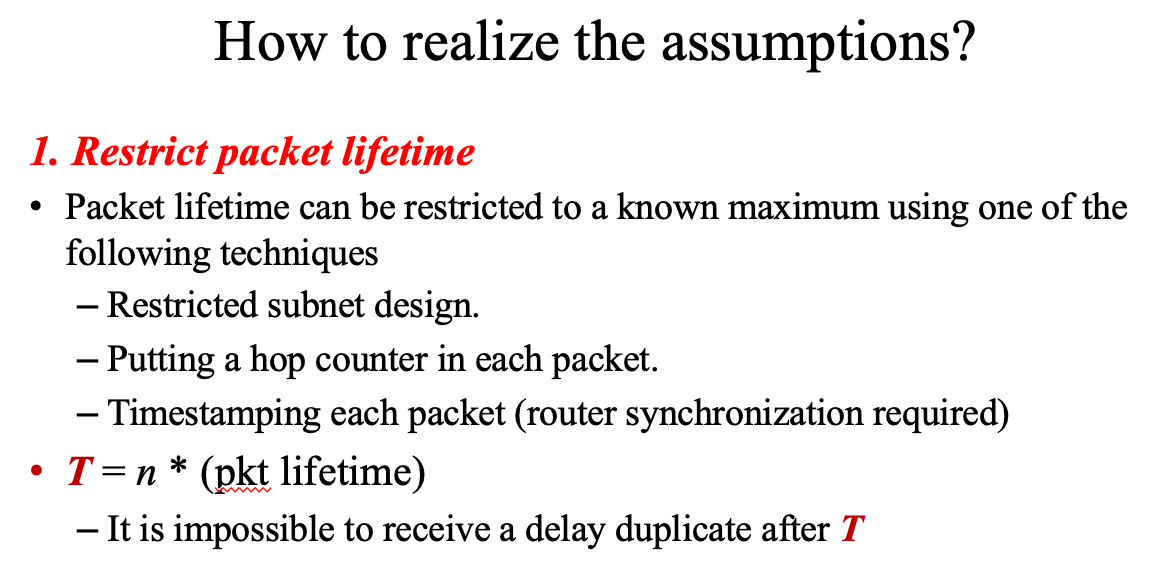 How to realize the assumptions?
1. Restrict packet lifetime
• Packet lifetime can be restricted to a known maximum using one of the
following techniques
– Restricted subnet design.
– Putting a hop counter in each packet.
– Timestamping each packet (router synchronization required)
• T = n * (pkt lifetime)
– It is impossible to receive a delay duplicate after T